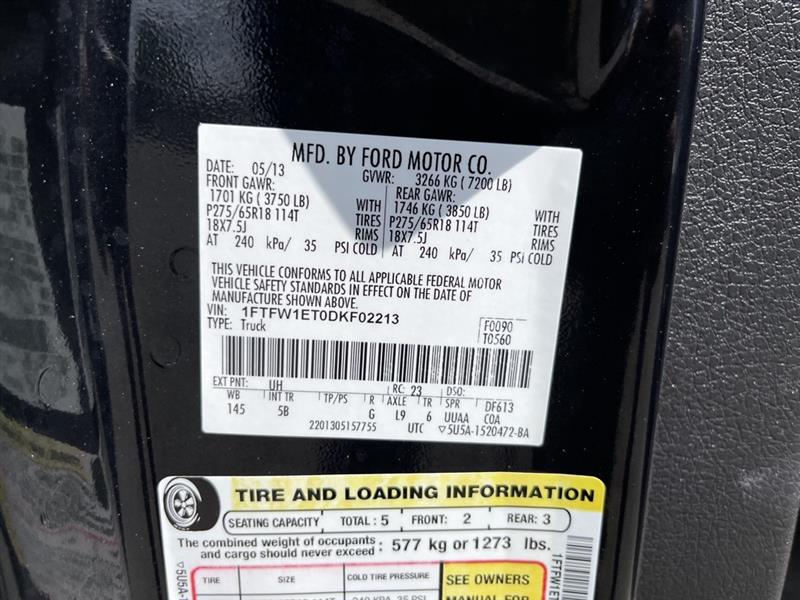 MFD. BY FORD MOTOR CO.
DATE: 05/13 GVWR: 3266 KG ( 7200 LB)
FRONT GAWR: REAR GAWR:
1701 KG ( 3750 LB) WITH 1746 KG ( 3850 LB) WITH
P275/65R18 114T TIRES P275/65R18 114T TIRES
18X7.5J RIMS 18X7.5J RIMS
AT 240 kPa/ 35 PSI COLD AT 240 kPa/ 35 PSI COLD
THIS VEHICLE CONFORMS TO ALL APPLICABLE FEDERAL MOTOR
VEHICLE SAFETY STANDARDS IN EFFECT ON THE DATE OF
MANUFACTURE SHOWN ABOVE.
VIN: 1FTFW1ET0DKF02213 F0090
TYPE: Truck T0560
EXT PNT: UH RC: 23 DSO:
WB INT TR TP/PS R AXLE TR SPR DF613
145 5B G L9 6 UUAA COA
2201305157755 UTC ▽5U5A-1520472-BA
TIRE AND LOADING INFORMATION
SEATING CAPACITY TOTAL : 5 FRONT: 2 REAR: 3
The combined weight of occupants
and cargo should never exceed : 577 kg or 1273 lbs.
TIRE SIZE COLD TIRE PRESSURE SEE OWNERS
240 KPA, 35 PSI MANUAL FOR
▽5U5A-
1FTFW1ET